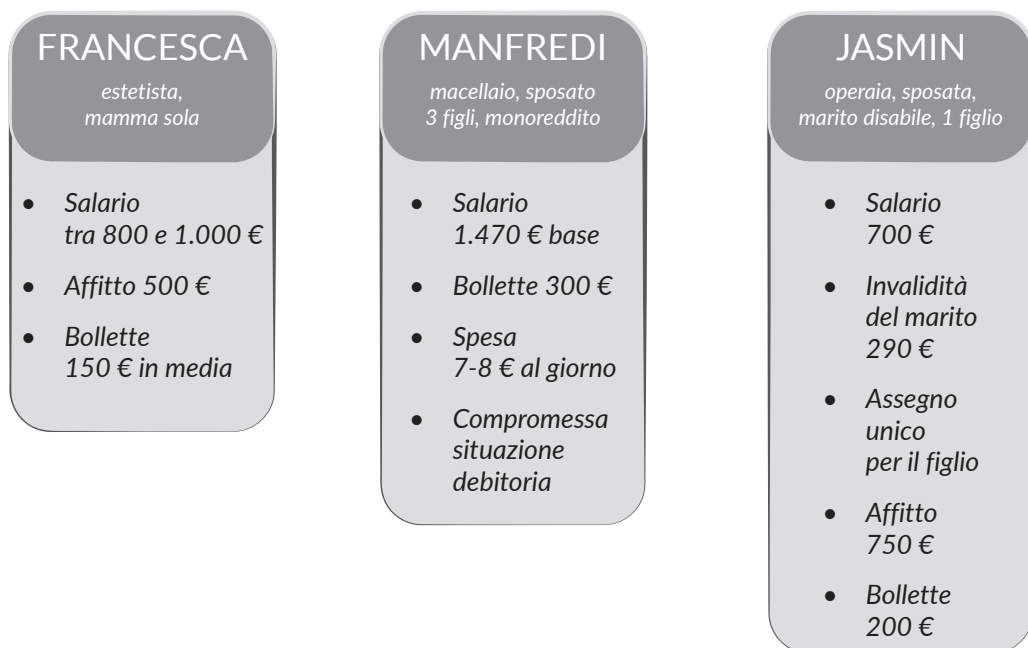 FRANCESCA
estetista,
mamma sola
• Salario
tra 800 e 1.000 €
• Affitto 500 €
• Bollette
150 € in media
MANFREDI
macellaio, sposato
3 figli, monoreddito
• Salario
1.470 € base
• Bollette 300 €
• Spesa
7-8 € al giorno
• Compromessa
situazione
debitoria
JASMIN
operaia, sposata,
marito disabile, 1 figlio
• Salario
700 €
• Invalidità
del marito
290 €
• Assegno
unico
per il figlio
• Affitto
750 €
• Bollette
200 €